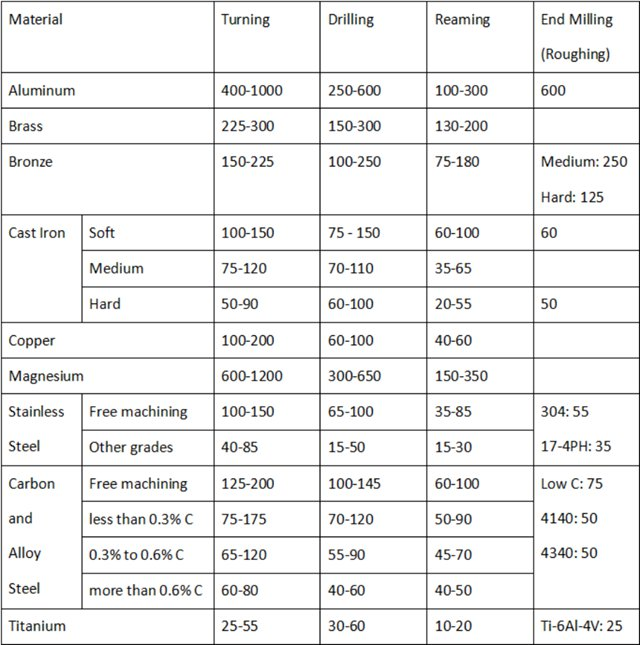 Material Turning Drilling Reaming End Milling
(Roughing)
Aluminum 400-1000 250-600 100-300 600
Brass 225-300 150-300 130-200
Bronze 150-225 100-250 75-180 Medium: 250
Hard: 125
Cast Iron Soft 100-150 75 - 150 60-100 60
Medium 75-120 70-110 35-65
Hard 50-90 60-100 20-55 50
Copper 100-200 60-100 40-60
Magnesium 600-1200 300-650 150-350
Stainless Free machining 100-150 65-100 35-85 304: 55
Steel Other grades 40-85 15-50 15-30 17-4PH: 35
Carbon Free machining 125-200 100-145 60-100 Low C: 75
and less than 0.3% C 75-175 70-120 50-90 4140: 50
Alloy 0.3% to 0.6% C 65-120 55-90 45-70 4340: 50
Steel more than 0.6% C 60-80 40-60 40-50
Titanium 25-55 30-60 10-20 Ti-6Al-4V: 25